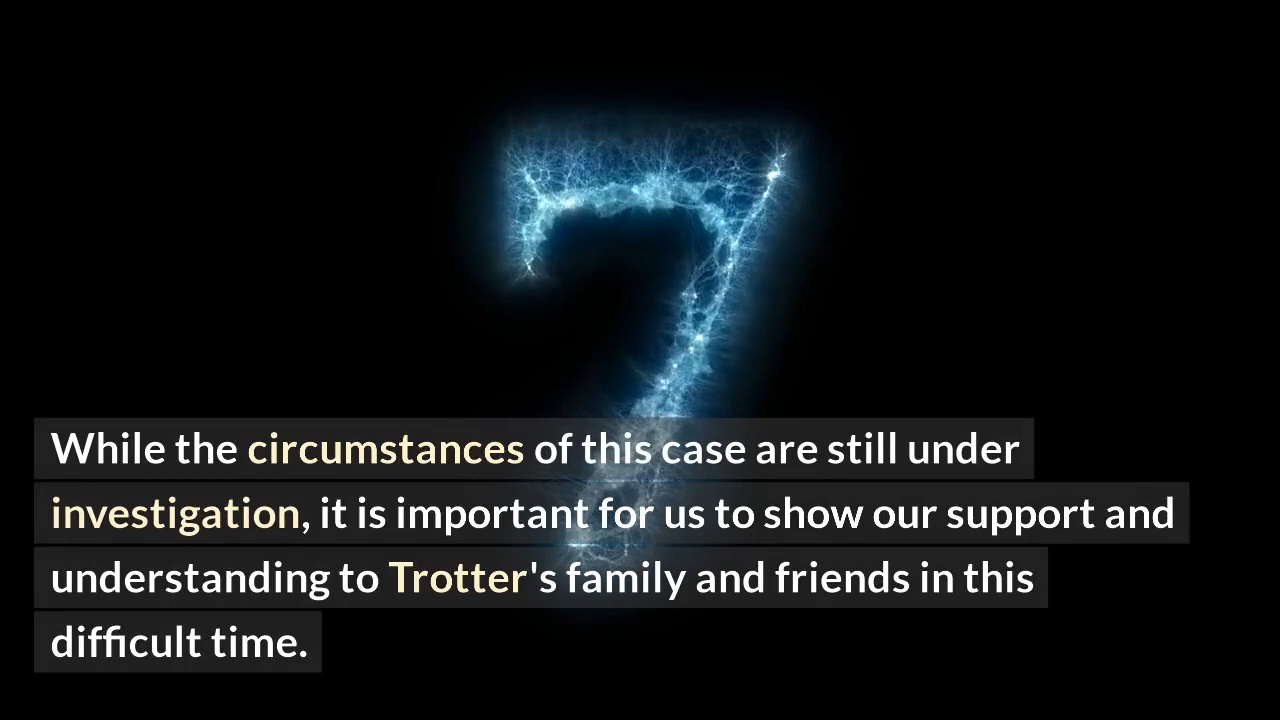 7
While the circumstances of this case are still under
investigation, it is important for us to show our support and
understanding to Trotter's family and friends in this
difficult time.